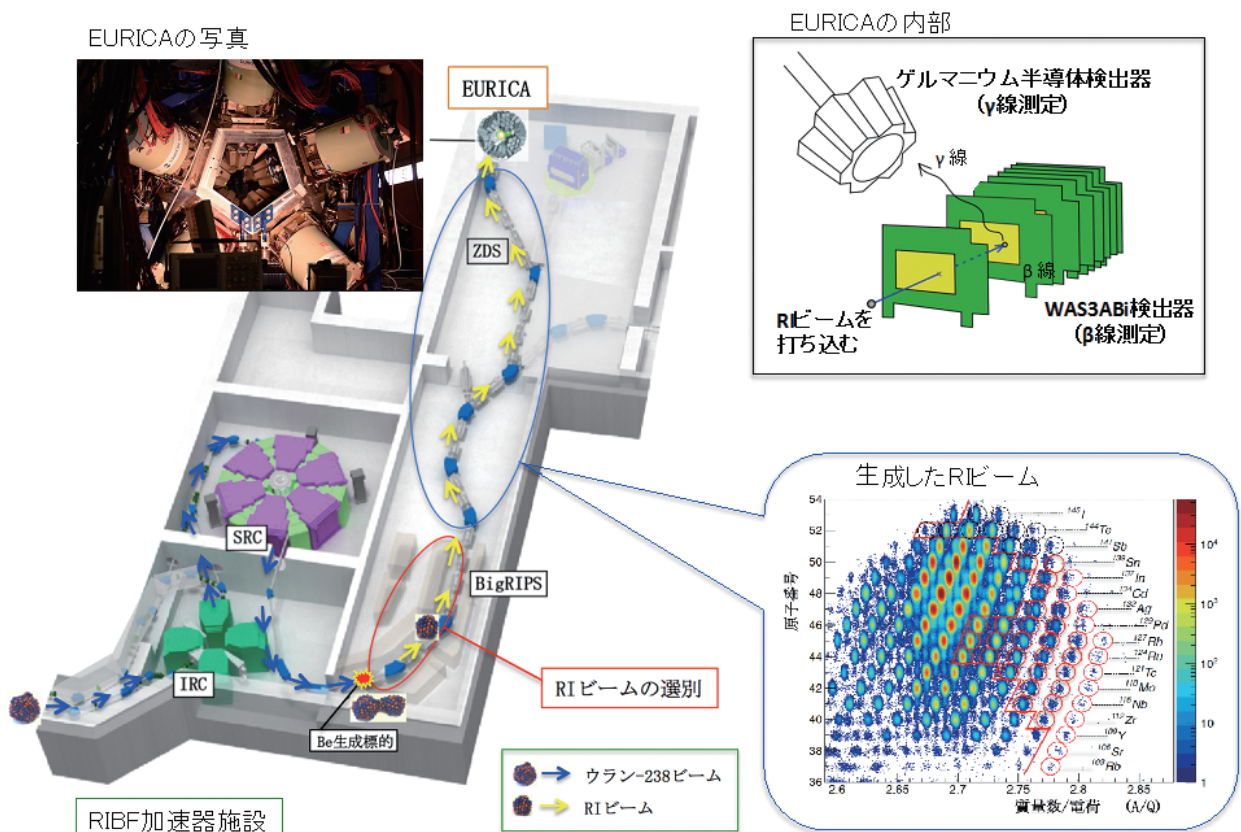 EURICAの写真
EURICA
ZDS
SRC
BigRIPS
IRC
RIビームの選別
Be生成標的
ウラン-238ビーム
RIビーム
RIBF加速器施設
EURICAの内部
ゲルマニウム半導体検出器
(γ線測定)
γ線
β線
RIビームを
打ち込む
WAS3ABi検出器
(β線測定)
生成したRIビーム
原子番号
54
52
50
48
46
44
42
40
38
36
2.6
2.65
2.7
2.75
2.8
2.85
質量数/電荷 (A/Q)
¹⁴⁵I
¹⁴⁴Te
¹⁴¹Sb
¹³⁷In
¹³⁴Cd
¹³²Ag
¹²⁹Pd
¹²⁷Rh
¹²⁴Ru
¹²¹Tc
¹¹⁶Nb
¹¹²Zr
¹⁰⁹Y
¹⁰⁶Sr
¹⁰³Rb
10⁴
10³
10²
10
1